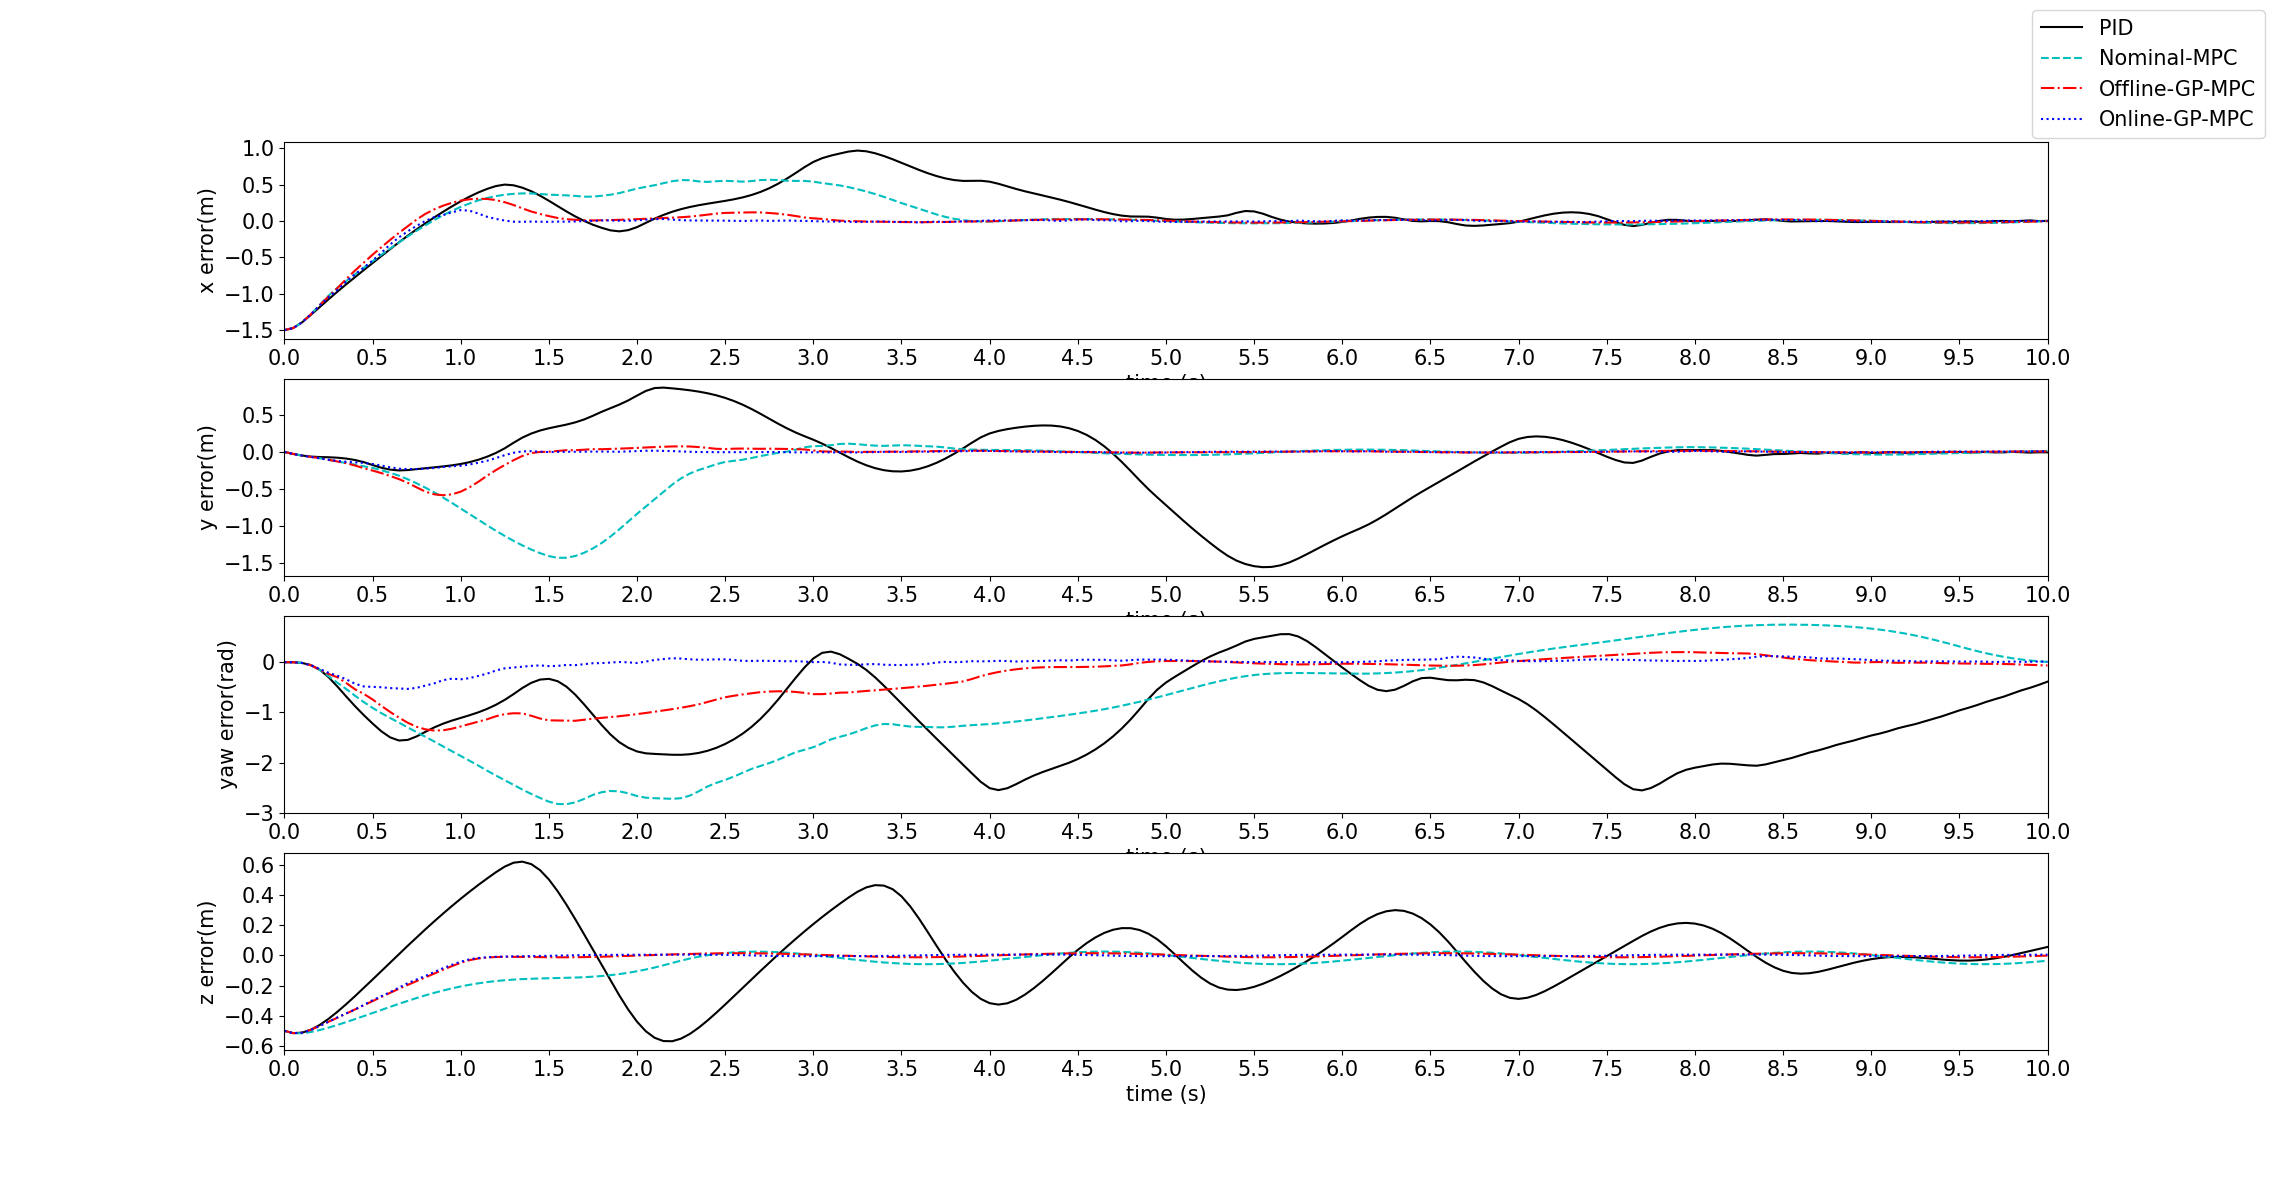 PID
Nominal-MPC
Offline-GP-MPC
Online-GP-MPC
1.0
0.5
0.0
−0.5
−1.0
−1.5
x error(m)
0.0 0.5 1.0 1.5 2.0 2.5 3.0 3.5 4.0 4.5 5.0 5.5 6.0 6.5 7.0 7.5 8.0 8.5 9.0 9.5 10.0
time (s)
0.5
0.0
−0.5
−1.0
−1.5
y error(m)
0.0 0.5 1.0 1.5 2.0 2.5 3.0 3.5 4.0 4.5 5.0 5.5 6.0 6.5 7.0 7.5 8.0 8.5 9.0 9.5 10.0
time (s)
0
−1
−2
−3
yaw error(rad)
0.0 0.5 1.0 1.5 2.0 2.5 3.0 3.5 4.0 4.5 5.0 5.5 6.0 6.5 7.0 7.5 8.0 8.5 9.0 9.5 10.0
time (s)
0.6
0.4
0.2
0.0
−0.2
−0.4
−0.6
z error(m)
0.0 0.5 1.0 1.5 2.0 2.5 3.0 3.5 4.0 4.5 5.0 5.5 6.0 6.5 7.0 7.5 8.0 8.5 9.0 9.5 10.0
time (s)